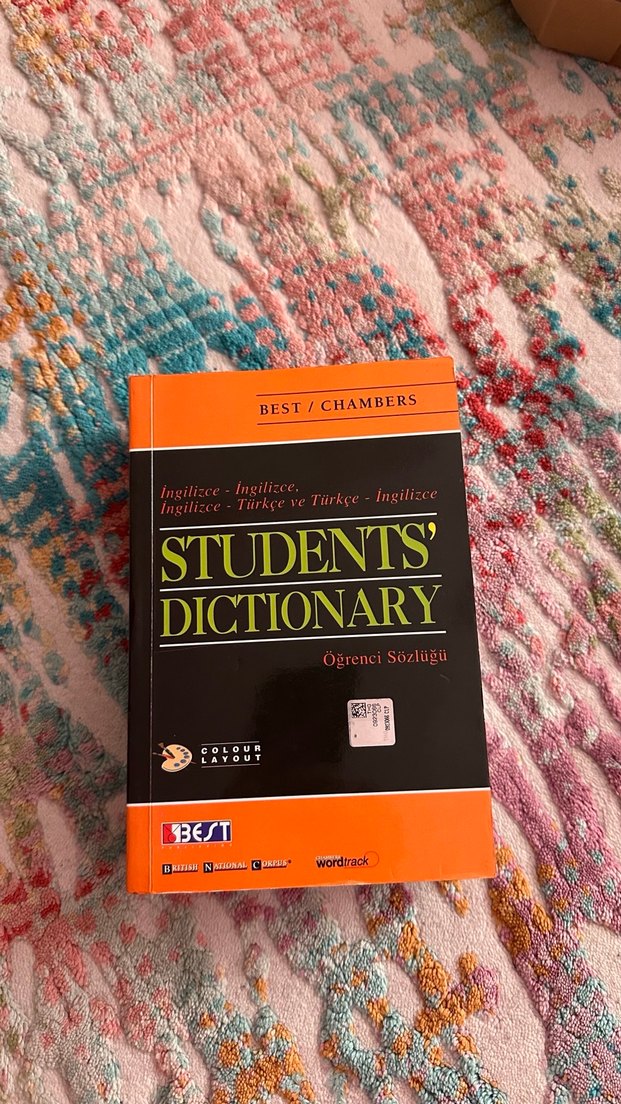 BEST / CHAMBERS
İngilizce - İngilizce,
İngilizce - Türkçe ve Türkçe - İngilizce
STUDENTS'
DICTIONARY
Öğrenci Sözlüğü
COLOUR
LAYOUT
BEST
BRITISH NATIONAL CORPUS®
wordtrack